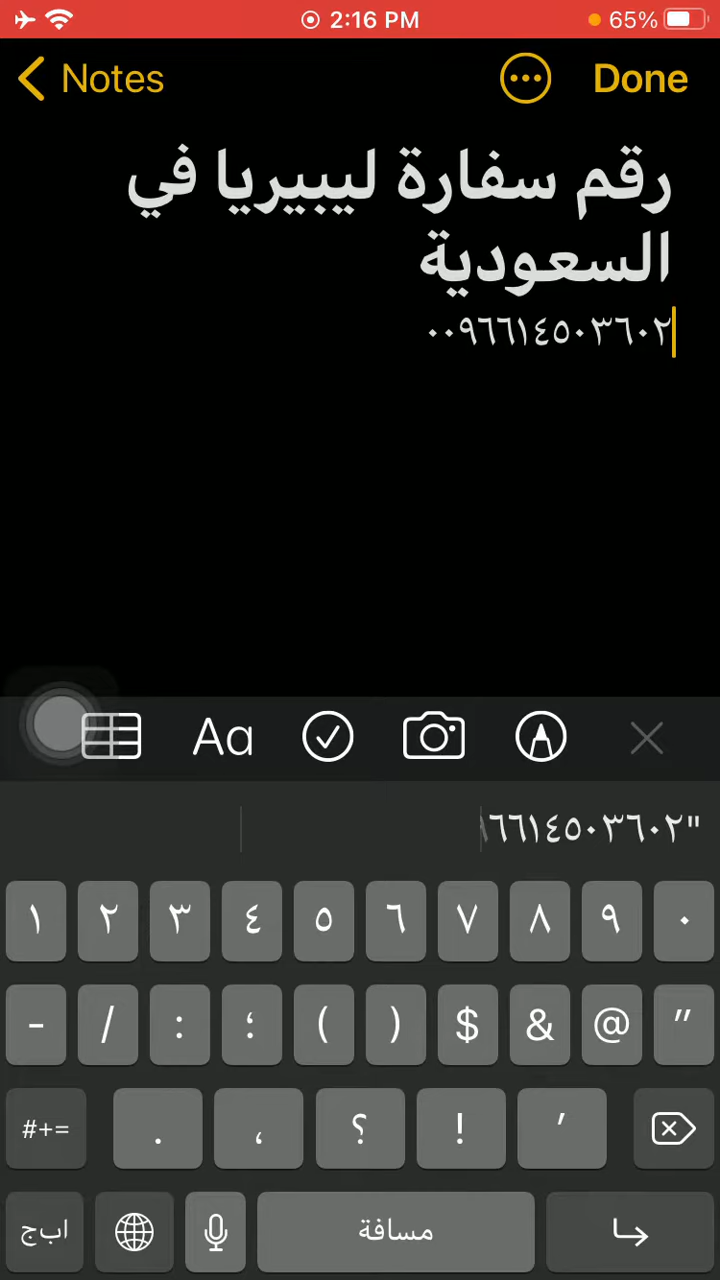 2:16 PM
65%
Notes
Done
رقم سفارة ليبيريا في
السعودية
٠٠٩٦٦١٤٥٠٣٦٠٢
Aa
٦٦١٤٥٠٣٦٠٢"
١ ٢ ٣ ٤ ٥ ٦ ٧ ٨ ٩ ٠
- / : ؛ ( ) $ & @ "
#+= . ، ؟ ! '
اب‌ج مسافة